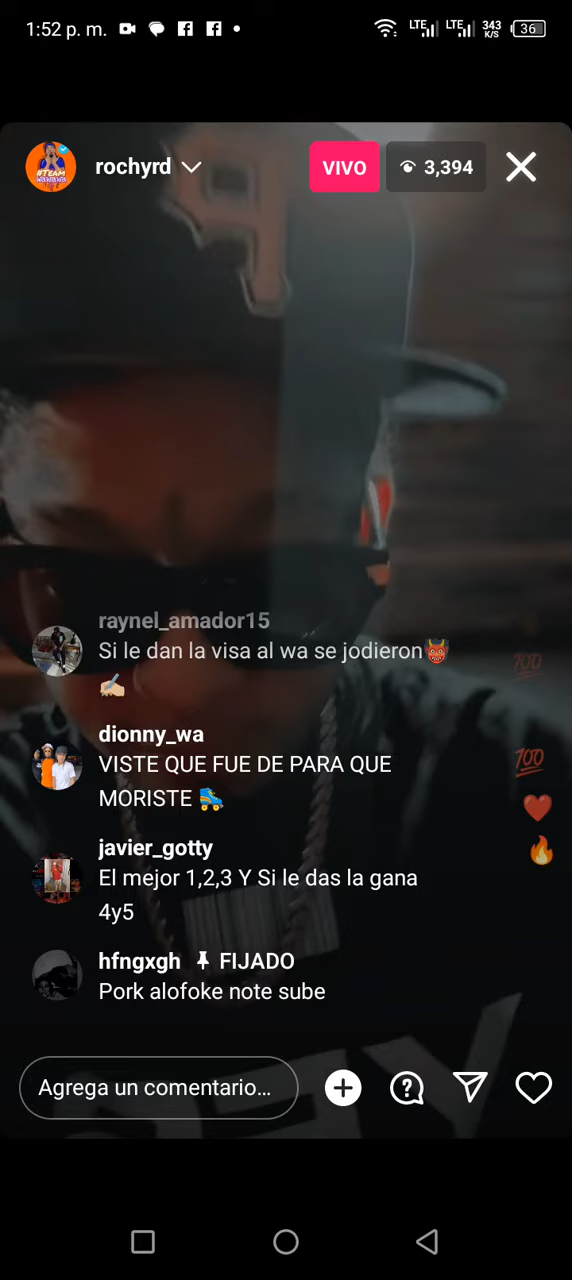 1:52 p. m.
LTE LTE 343 K/S 36
rochyrd
VIVO
3,394
#TEAM
P
raynel_amador15
Si le dan la visa al wa se jodieron👹
✍🏼
dionny_wa
VISTE QUE FUE DE PARA QUE
MORISTE 🛼
javier_gotty
El mejor 1,2,3 Y Si le das la gana
4y5
hfngxgh 📌 FIJADO
Pork alofoke note sube
Agrega un comentario...